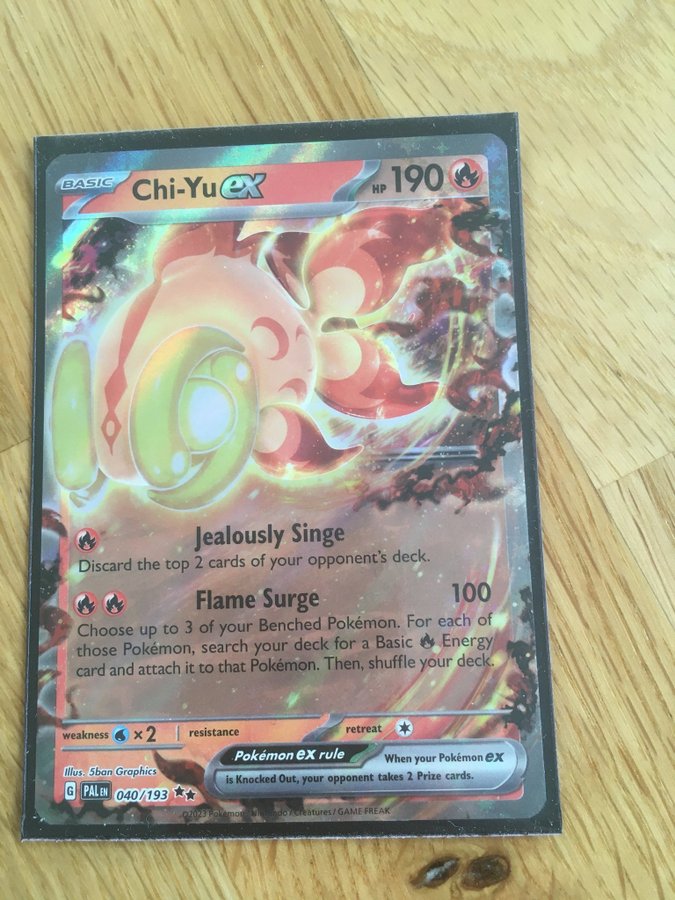 BASIC Chi-Yu ex HP 190
Jealously Singe
Discard the top 2 cards of your opponent's deck.
Flame Surge 100
Choose up to 3 of your Benched Pokémon. For each of
those Pokémon, search your deck for a Basic Energy
card and attach it to that Pokémon. Then, shuffle your deck.
weakness ×2 resistance retreat
Pokémon ex rule When your Pokémon ex
is Knocked Out, your opponent takes 2 Prize cards.
Illus. 5ban Graphics
G PAL EN 040/193
©2023 Pokémon / Nintendo / Creatures / GAME FREAK